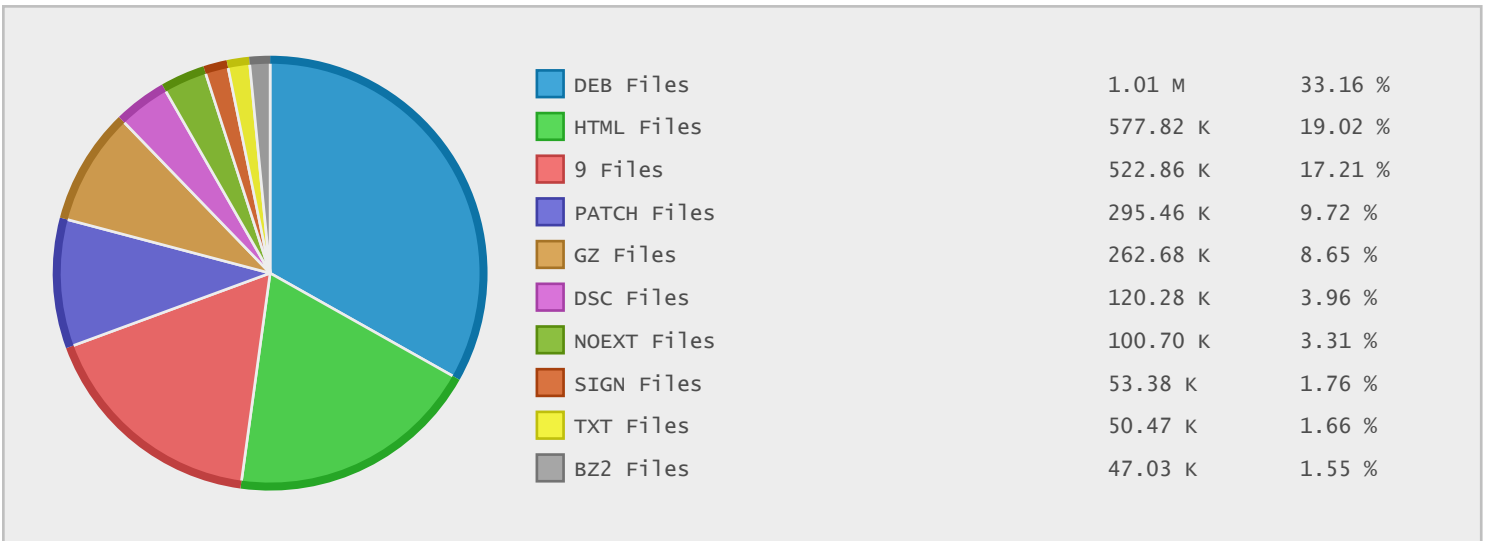 DEB Files 1.01 M 33.16 %
HTML Files 577.82 K 19.02 %
9 Files 522.86 K 17.21 %
PATCH Files 295.46 K 9.72 %
GZ Files 262.68 K 8.65 %
DSC Files 120.28 K 3.96 %
NOEXT Files 100.70 K 3.31 %
SIGN Files 53.38 K 1.76 %
TXT Files 50.47 K 1.66 %
BZ2 Files 47.03 K 1.55 %